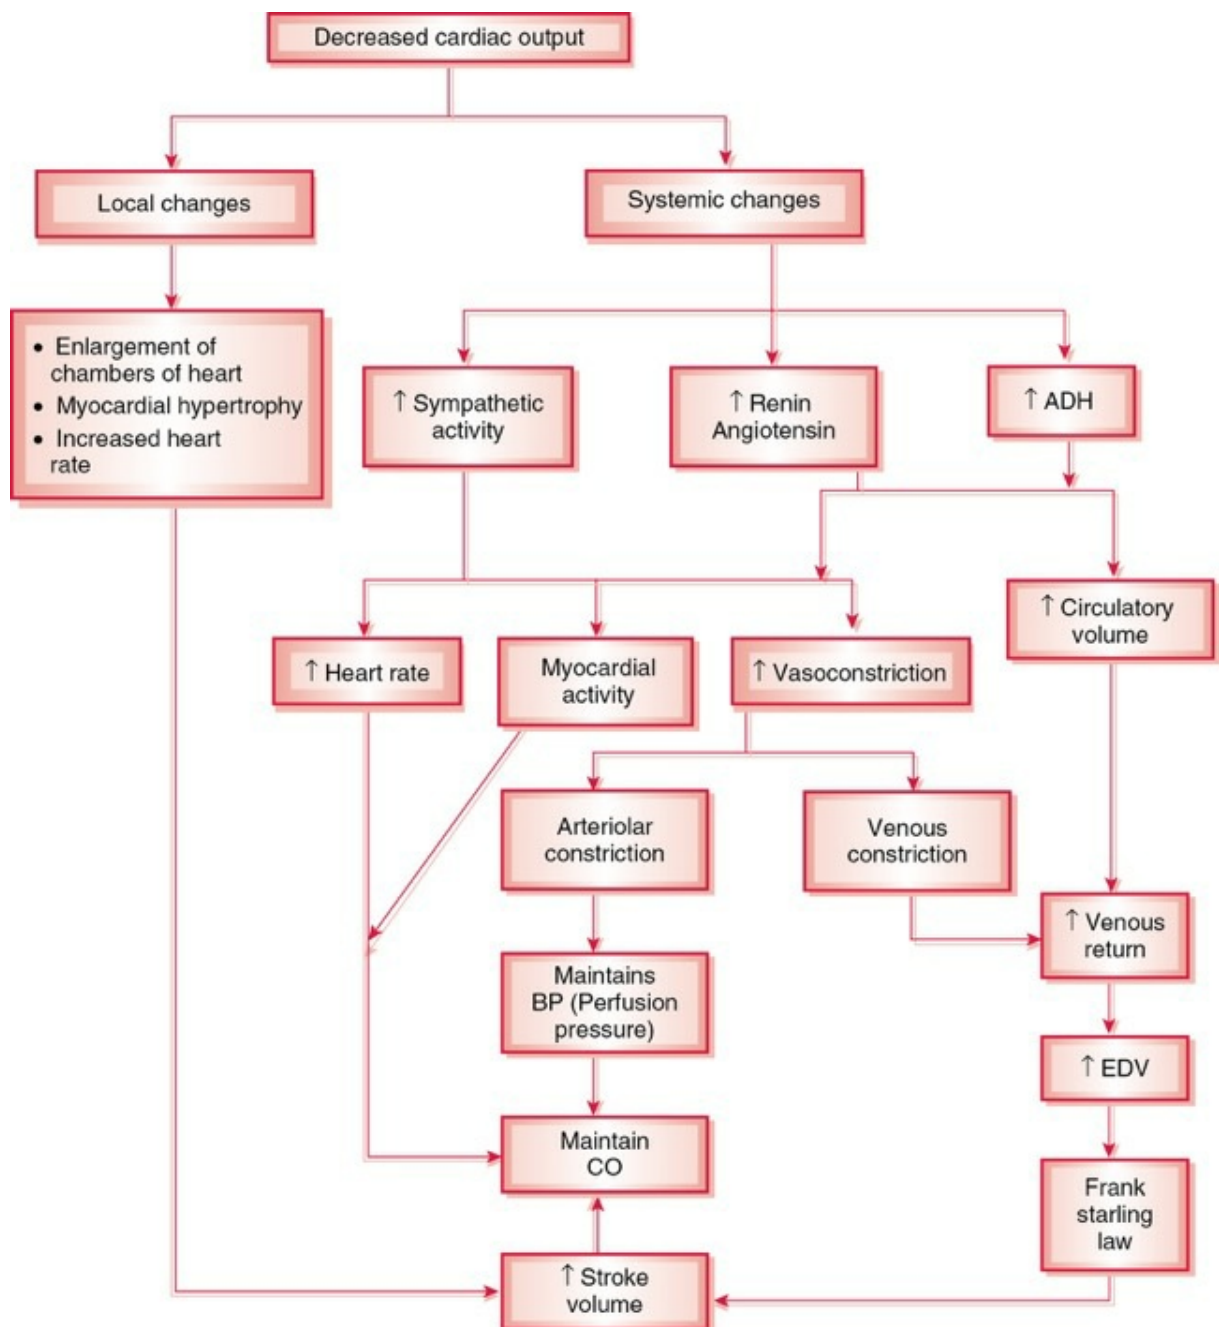 Decreased cardiac output
Local changes
Systemic changes
• Enlargement of
chambers of heart
• Myocardial hypertrophy
• Increased heart
rate
↑ Sympathetic
activity
↑ Renin
Angiotensin
↑ ADH
↑ Heart rate
Myocardial
activity
↑ Vasoconstriction
↑ Circulatory
volume
Arteriolar
constriction
Venous
constriction
↑ Venous
return
Maintains
BP (Perfusion
pressure)
↑ EDV
Maintain
CO
Frank
starling
law
↑ Stroke
volume